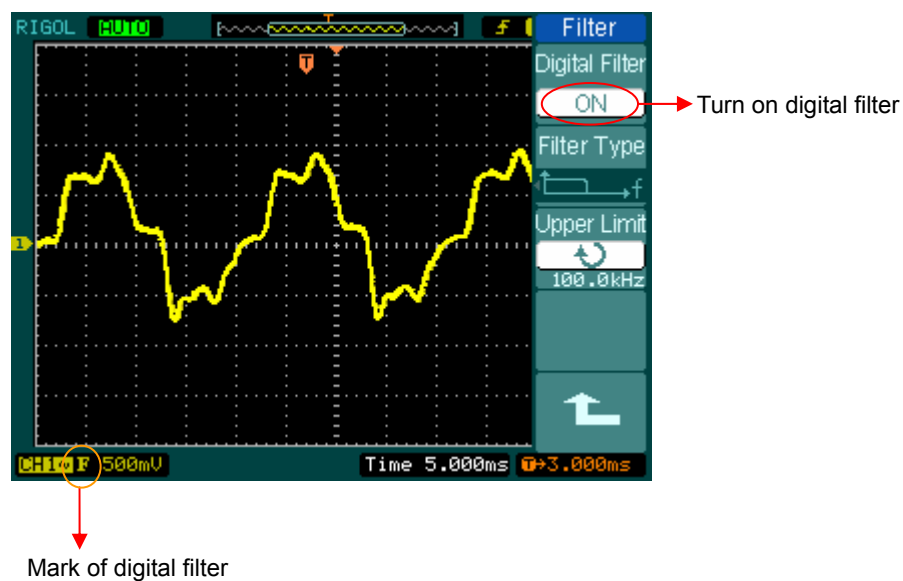 RIGOL AUTO T Filter
Digital Filter
T
ON
Turn on digital filter
Filter Type
f
Upper Limit
1
100.0kHz
CH1 F 500mV Time 5.000ms T→3.000ms
Mark of digital filter